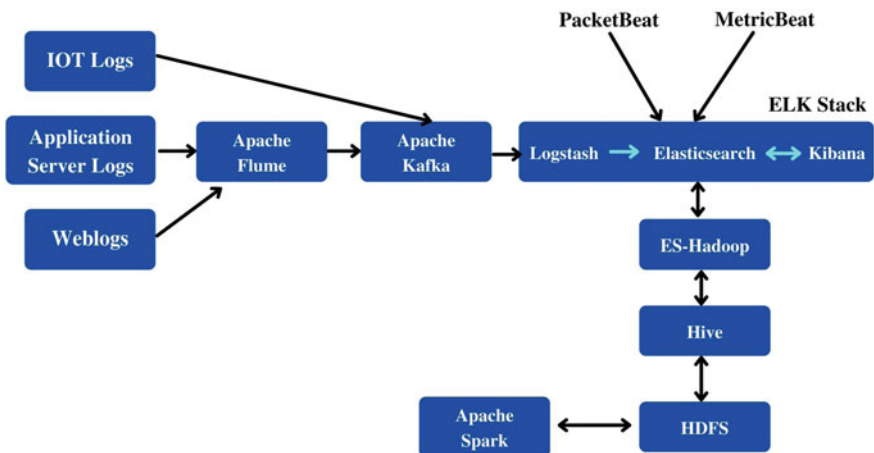 PacketBeat
MetricBeat
IOT Logs
ELK Stack
Application
Server Logs
Apache
Flume
Apache
Kafka
Logstash
Elasticsearch
Kibana
Weblogs
ES-Hadoop
Hive
Apache
Spark
HDFS